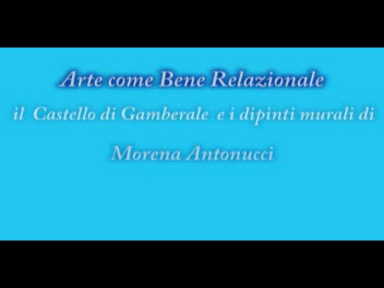 Arte come Bene Relazionale
il Castello di Gamberale e i dipinti murali di
Morena Antonucci